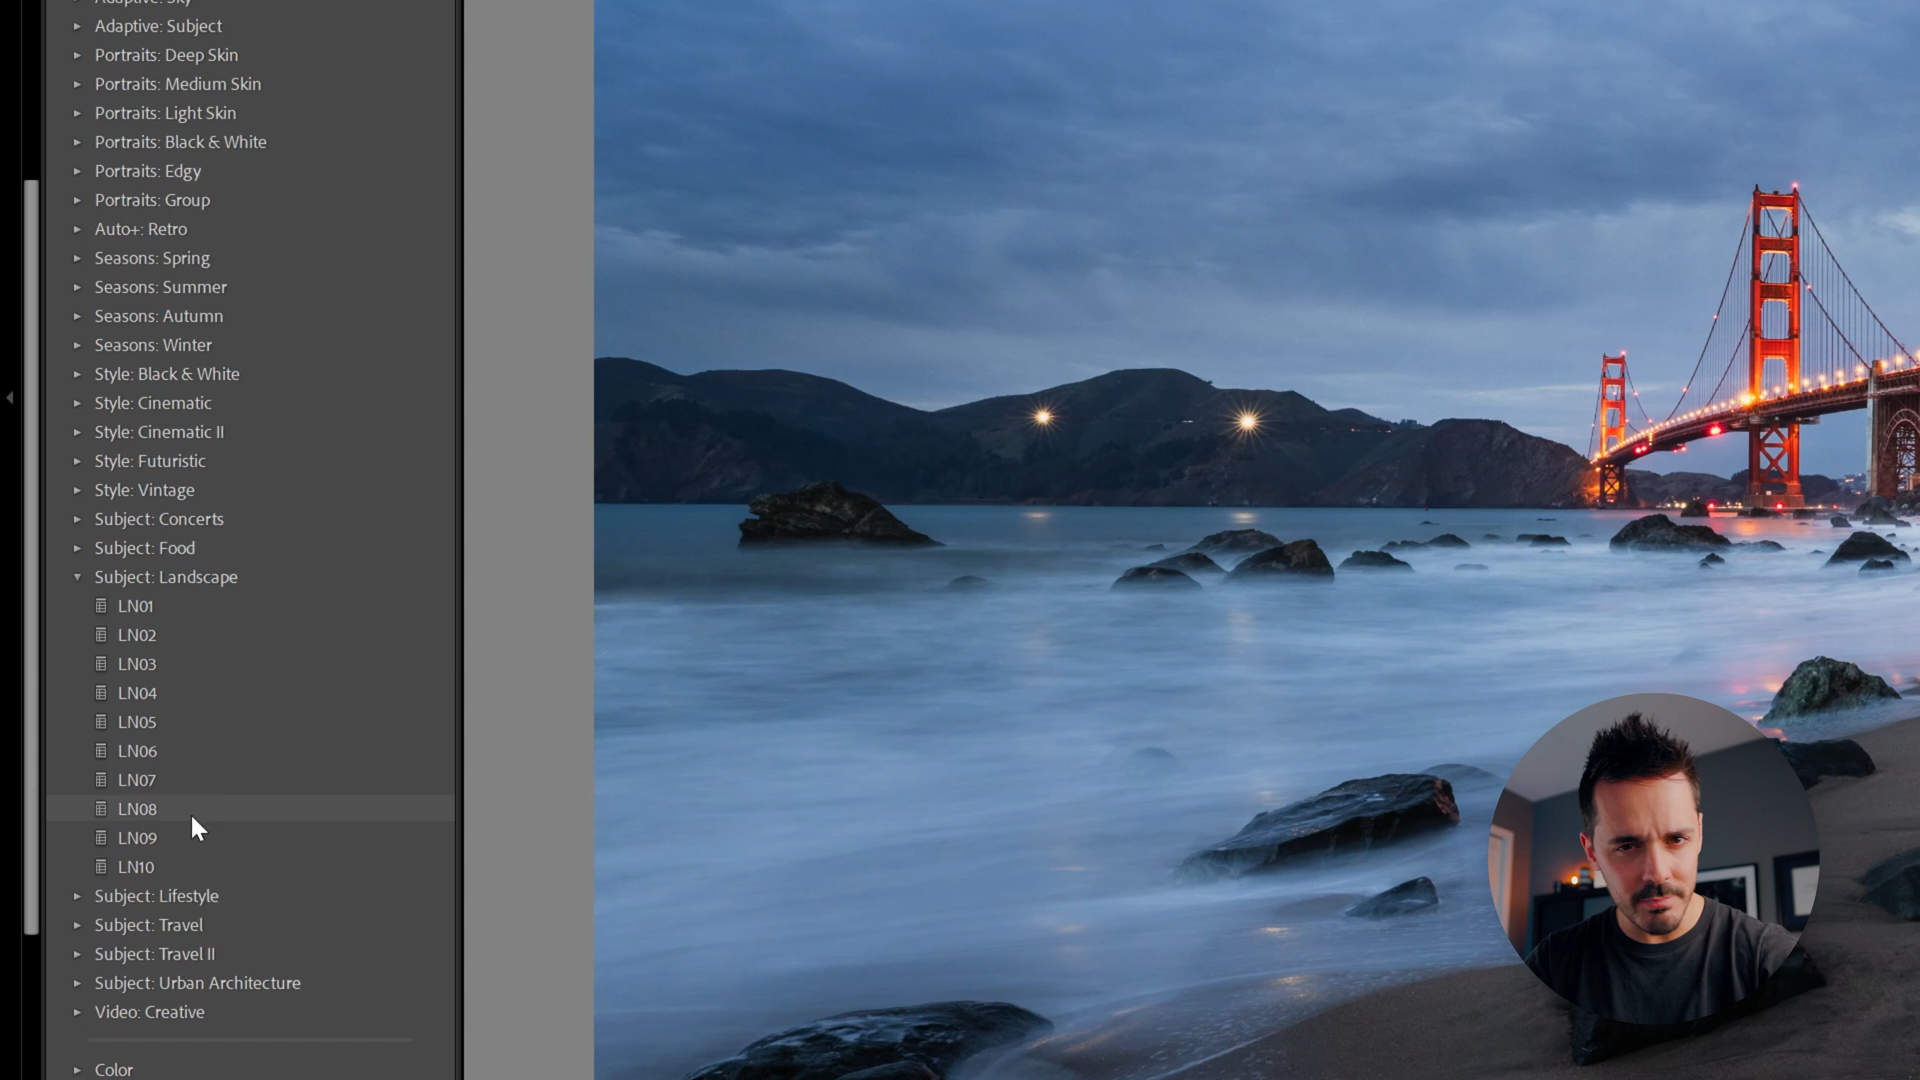 Adaptive: Sky
Adaptive: Subject
Portraits: Deep Skin
Portraits: Medium Skin
Portraits: Light Skin
Portraits: Black & White
Portraits: Edgy
Portraits: Group
Auto+: Retro
Seasons: Spring
Seasons: Summer
Seasons: Autumn
Seasons: Winter
Style: Black & White
Style: Cinematic
Style: Cinematic II
Style: Futuristic
Style: Vintage
Subject: Concerts
Subject: Food
Subject: Landscape
LN01
LN02
LN03
LN04
LN05
LN06
LN07
LN08
LN09
LN10
Subject: Lifestyle
Subject: Travel
Subject: Travel II
Subject: Urban Architecture
Video: Creative
Color